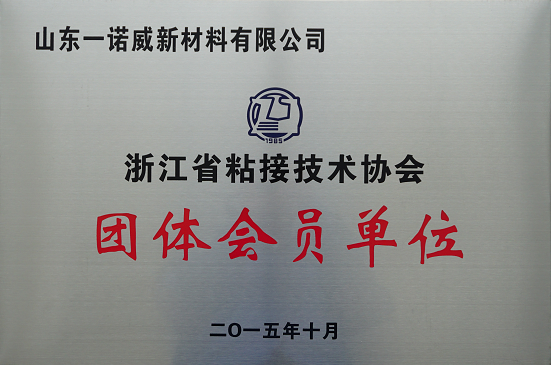 山东一诺威新材料有限公司
1989
浙江省粘接技术协会
团体会员单位
二〇一五年十月